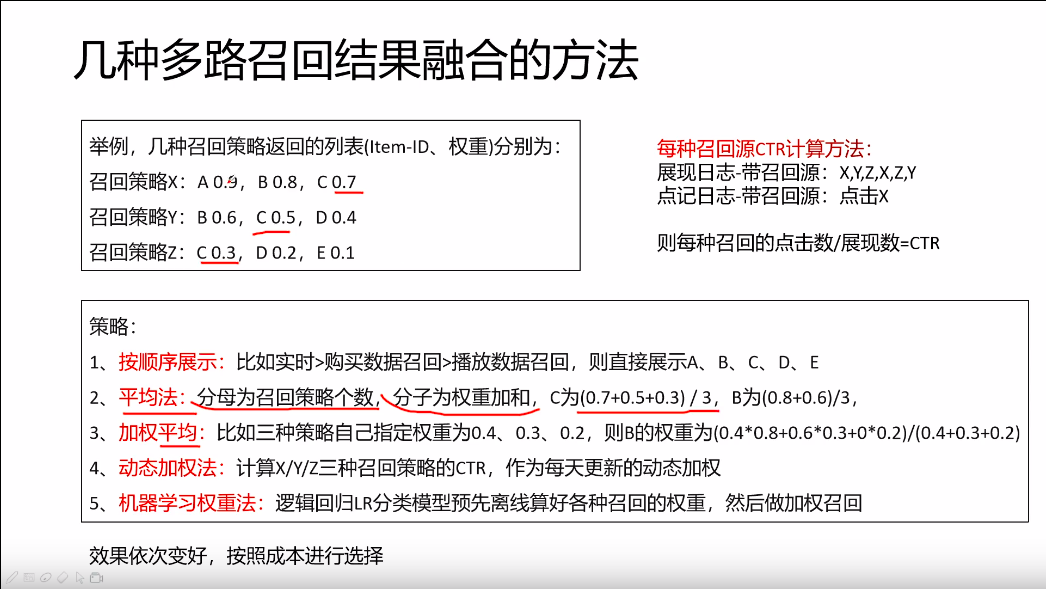 几种多路召回结果融合的方法
举例，几种召回策略返回的列表(Item-ID、权重)分别为：
召回策略X：A 0.9，B 0.8，C 0.7
召回策略Y：B 0.6，C 0.5，D 0.4
召回策略Z：C 0.3，D 0.2，E 0.1
每种召回源CTR计算方法：
展现日志-带召回源：X,Y,Z,X,Z,Y
点记日志-带召回源：点击X
则每种召回的点击数/展现数=CTR
策略：
1、按顺序展示：比如实时>购买数据召回>播放数据召回，则直接展示A、B、C、D、E
2、平均法：分母为召回策略个数，分子为权重加和，C为(0.7+0.5+0.3) / 3，B为(0.8+0.6)/3，
3、加权平均：比如三种策略自己指定权重为0.4、0.3、0.2，则B的权重为(0.4*0.8+0.6*0.3+0*0.2)/(0.4+0.3+0.2)
4、动态加权法：计算X/Y/Z三种召回策略的CTR，作为每天更新的动态加权
5、机器学习权重法：逻辑回归LR分类模型预先离线算好各种召回的权重，然后做加权召回
效果依次变好，按照成本进行选择